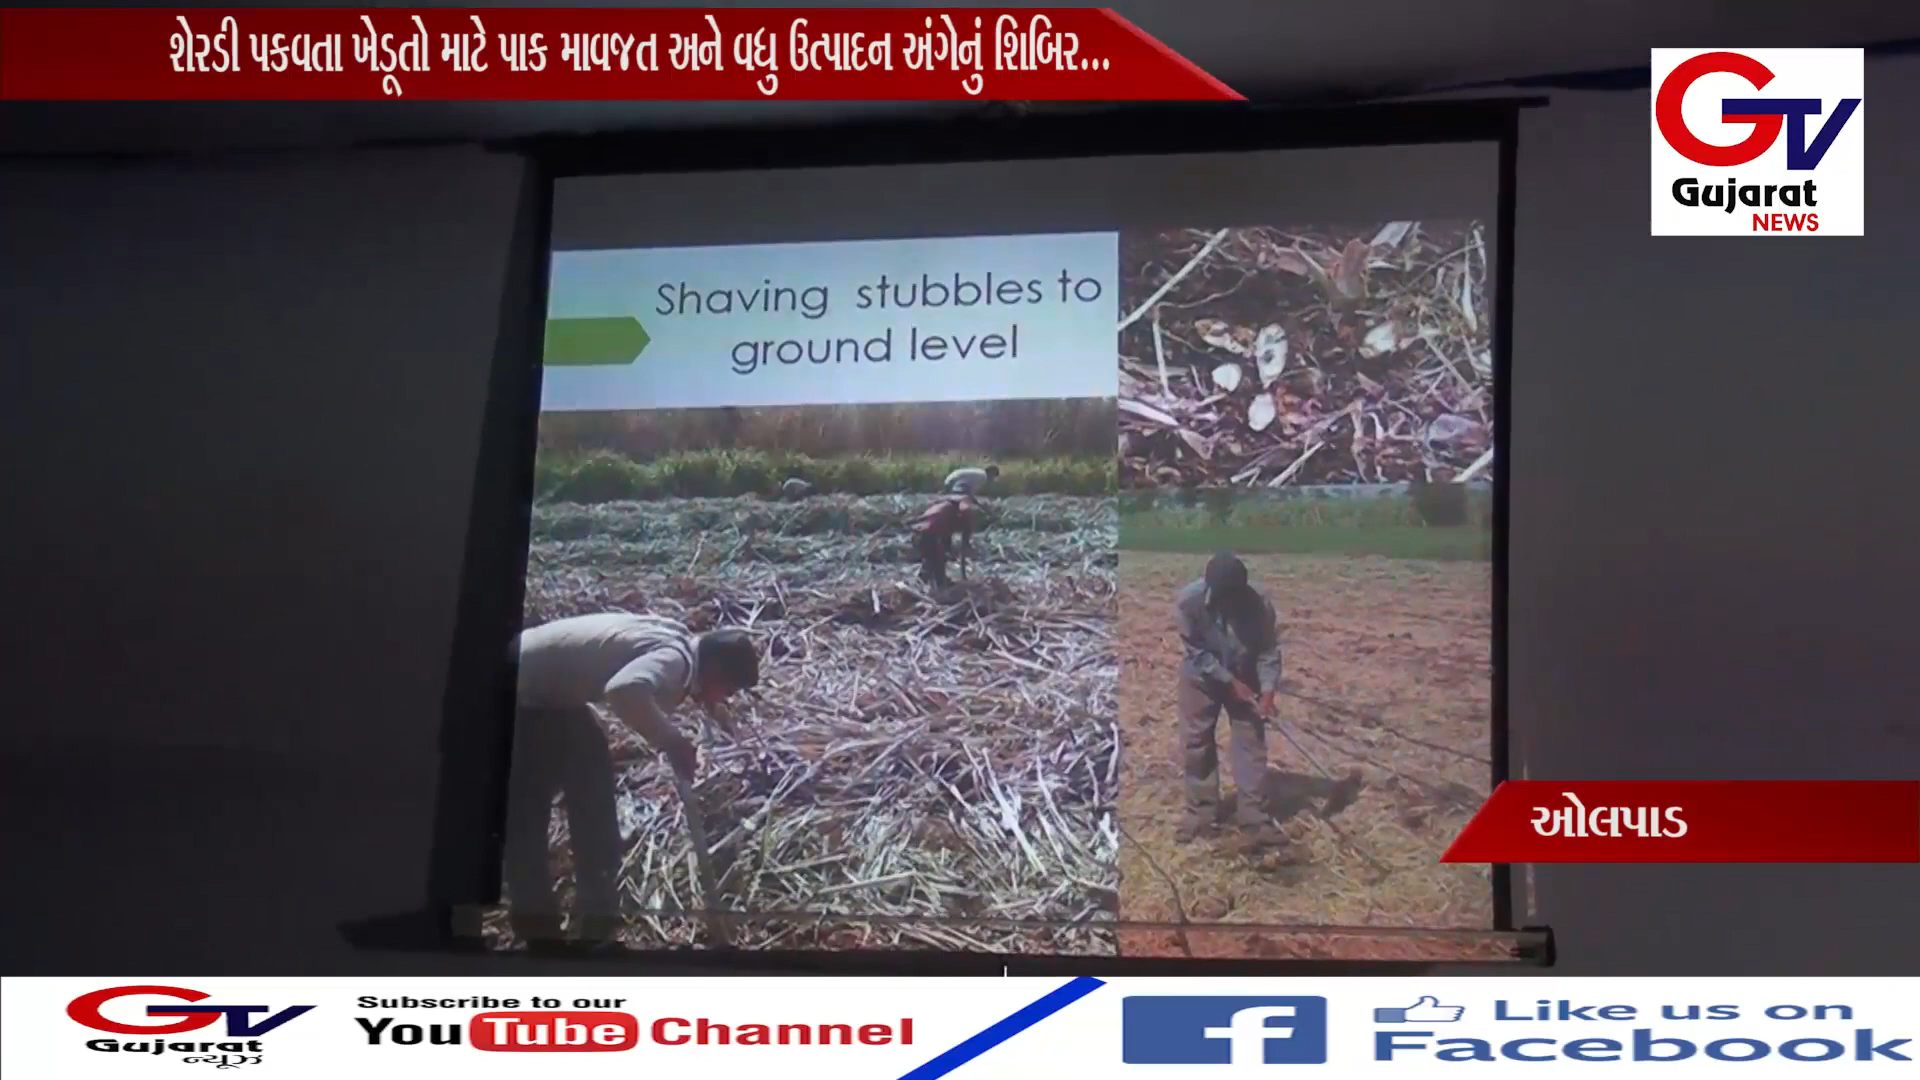 શેરડી પકવતા ખેડૂતો માટે પાક માવજત અને વધુ ઉત્પાદન અંગેનું શિબિર...
GTV
Gujarat
NEWS
Shaving stubbles to
ground level
ઓલપાડ
GTV
Gujarat
ન્યૂઝ
Subscribe to our
YouTube Channel
f
Like us on
Facebook